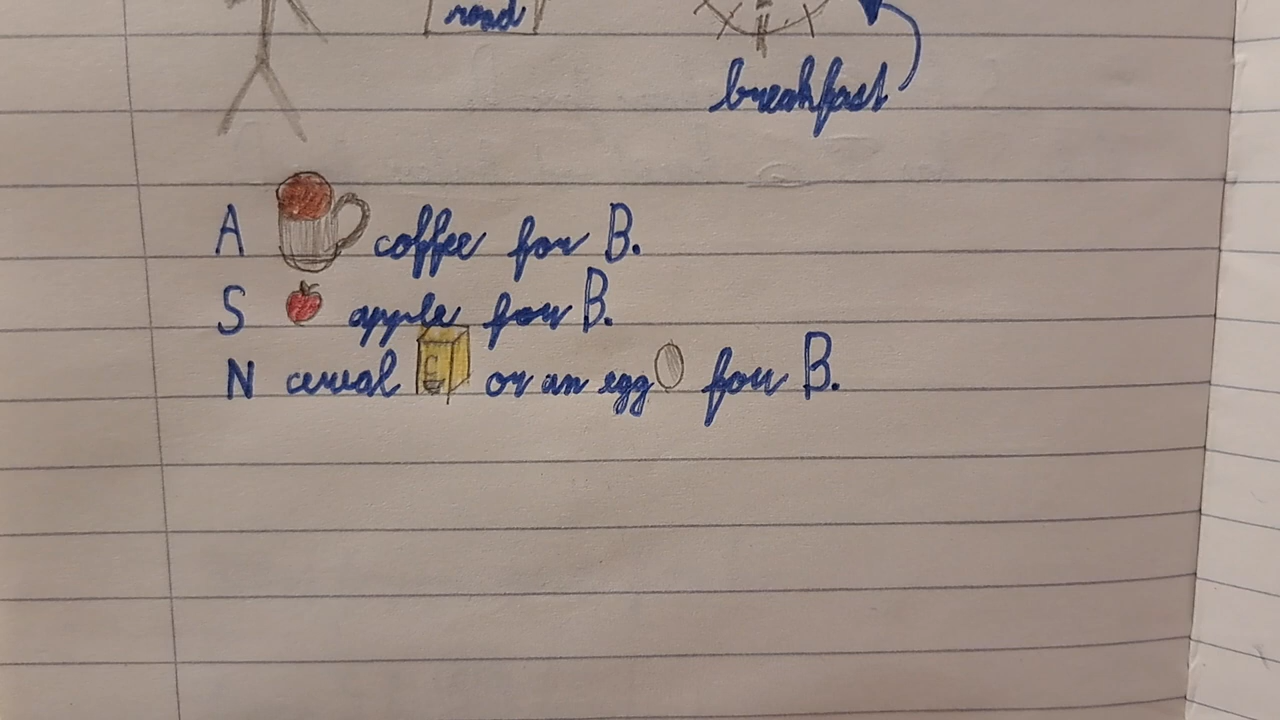 road
breakfast
A coffee for B.
S apple for B.
N cereal C or an egg for B.